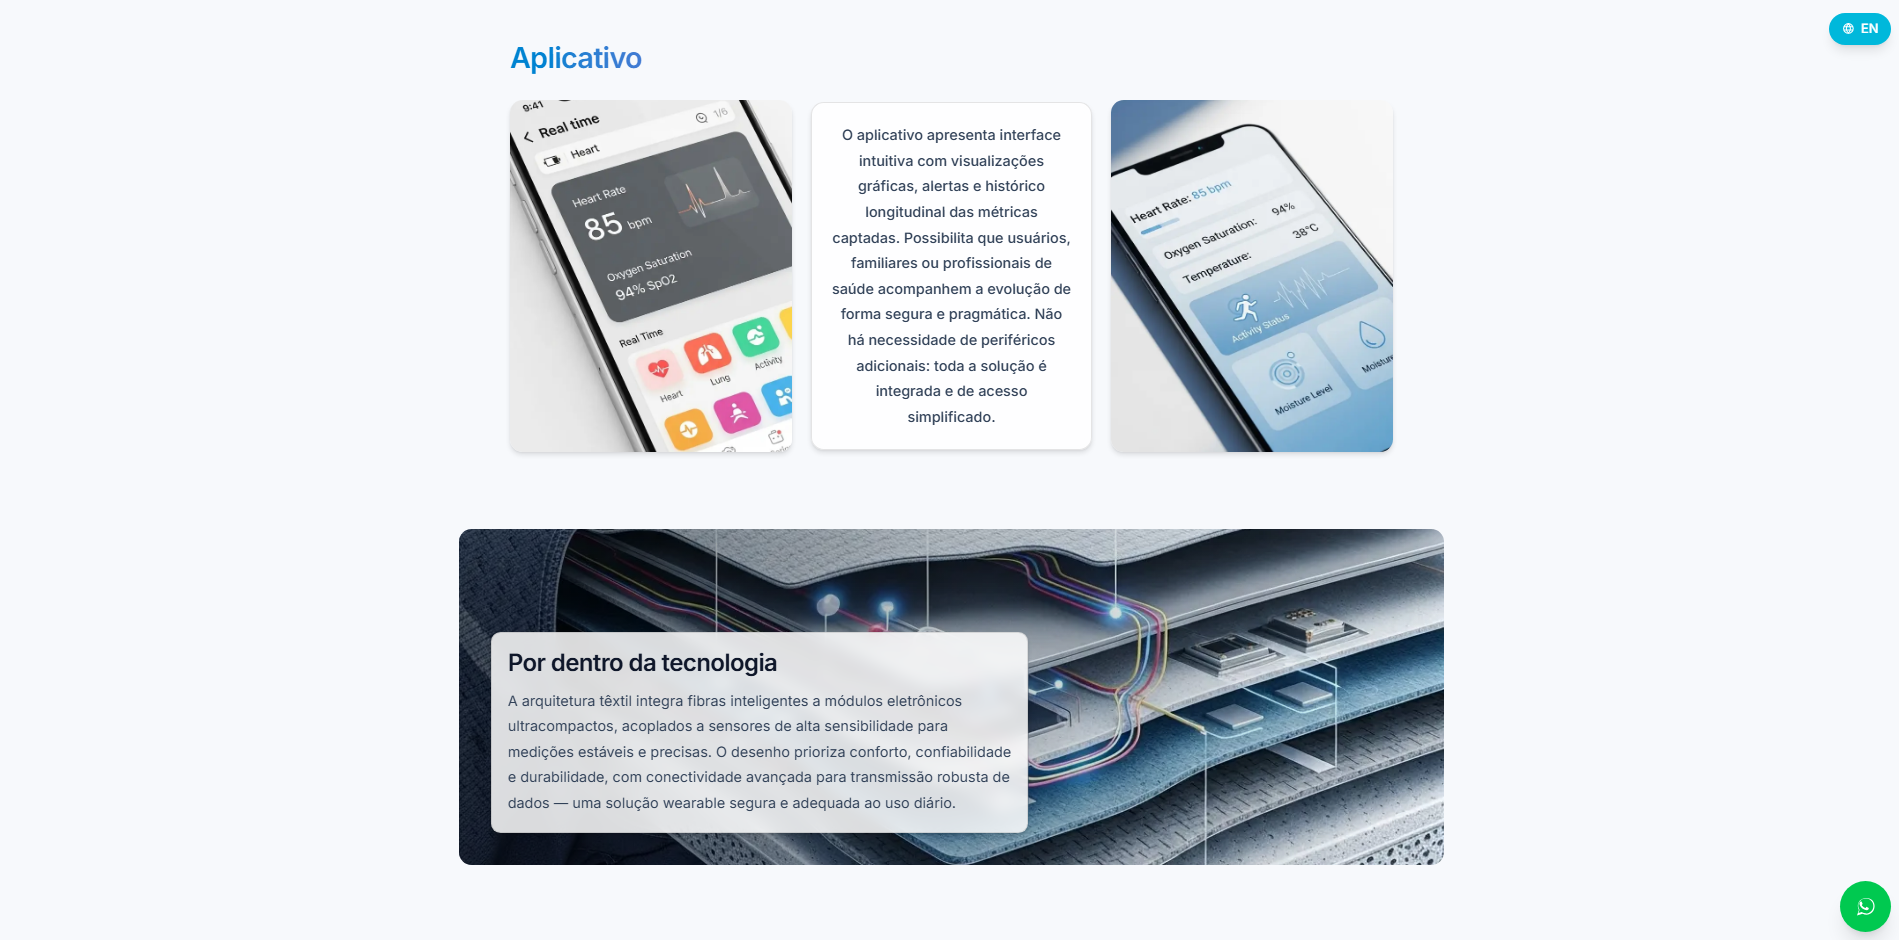 EN
Aplicativo
9:41
Real time
1/6
Heart
Heart Rate
85 bpm
Oxygen Saturation
94% SpO2
Real Time
Heart
Lung
Activity
O aplicativo apresenta interface
intuitiva com visualizações
gráficas, alertas e histórico
longitudinal das métricas
captadas. Possibilita que usuários,
familiares ou profissionais de
saúde acompanhem a evolução de
forma segura e pragmática. Não
há necessidade de periféricos
adicionais: toda a solução é
integrada e de acesso
simplificado.
Heart Rate: 85 bpm
Oxygen Saturation: 94%
Temperature: 38°C
Activity Status
Moisture Level
Por dentro da tecnologia
A arquitetura têxtil integra fibras inteligentes a módulos eletrônicos
ultracompactos, acoplados a sensores de alta sensibilidade para
medições estáveis e precisas. O desenho prioriza conforto, confiabilidade
e durabilidade, com conectividade avançada para transmissão robusta de
dados — uma solução wearable segura e adequada ao uso diário.